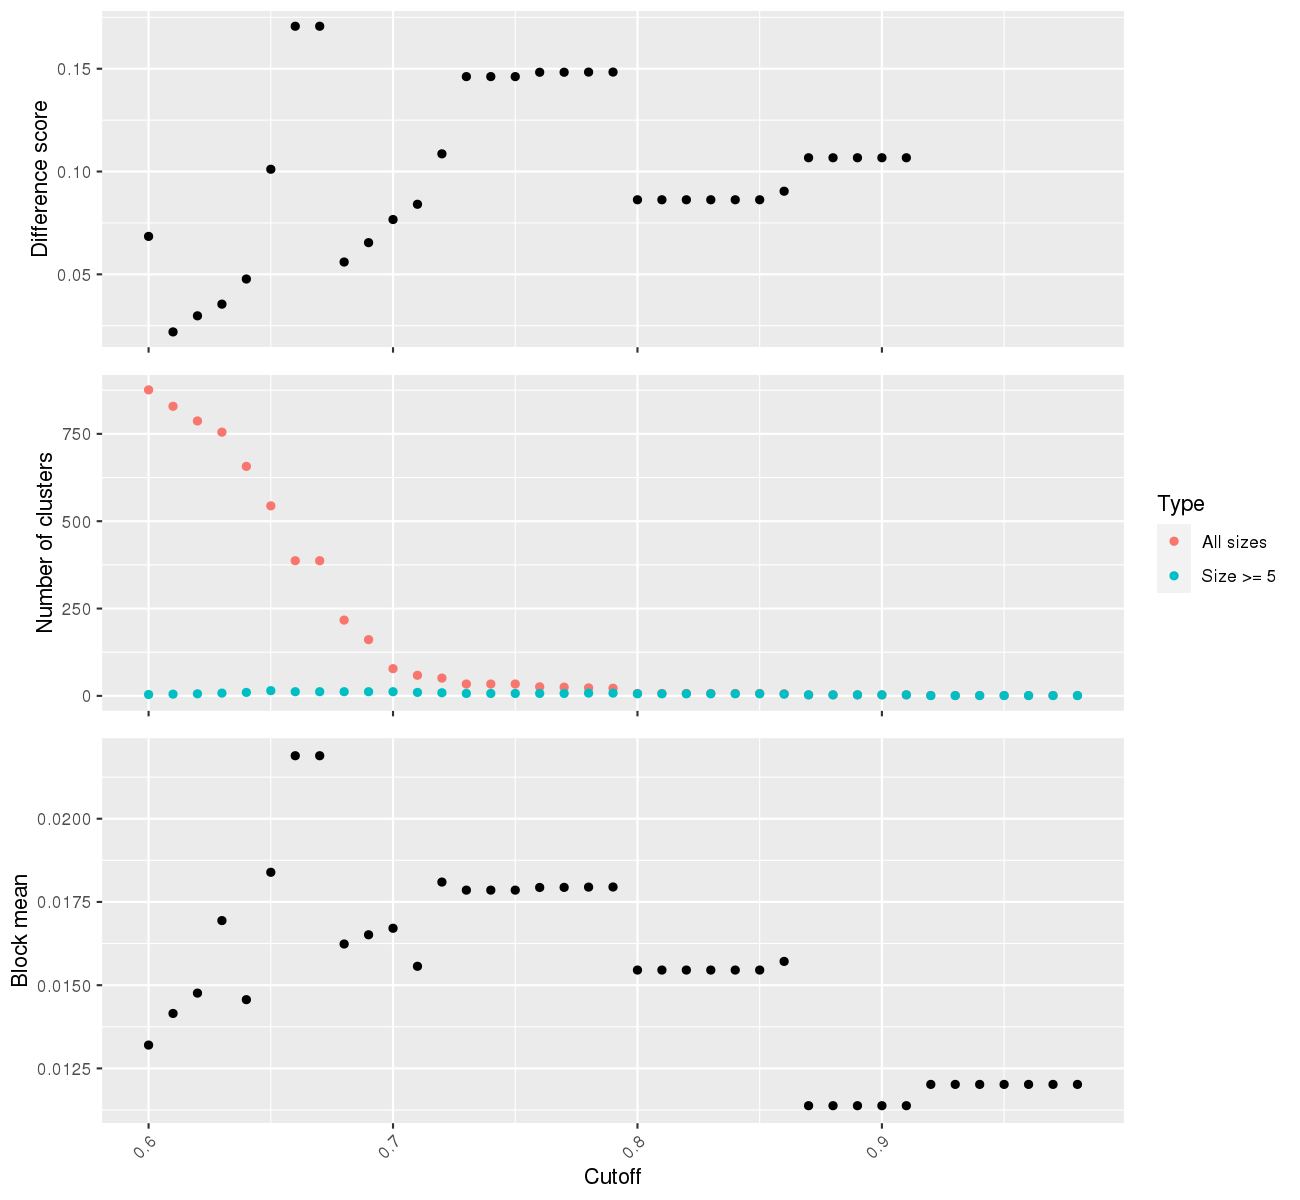 Difference score
0.15
0.10
0.05
Number of clusters
750
500
250
0
Type
All sizes
Size >= 5
Block mean
0.0200
0.0175
0.0150
0.0125
0.6
0.7
0.8
0.9
Cutoff